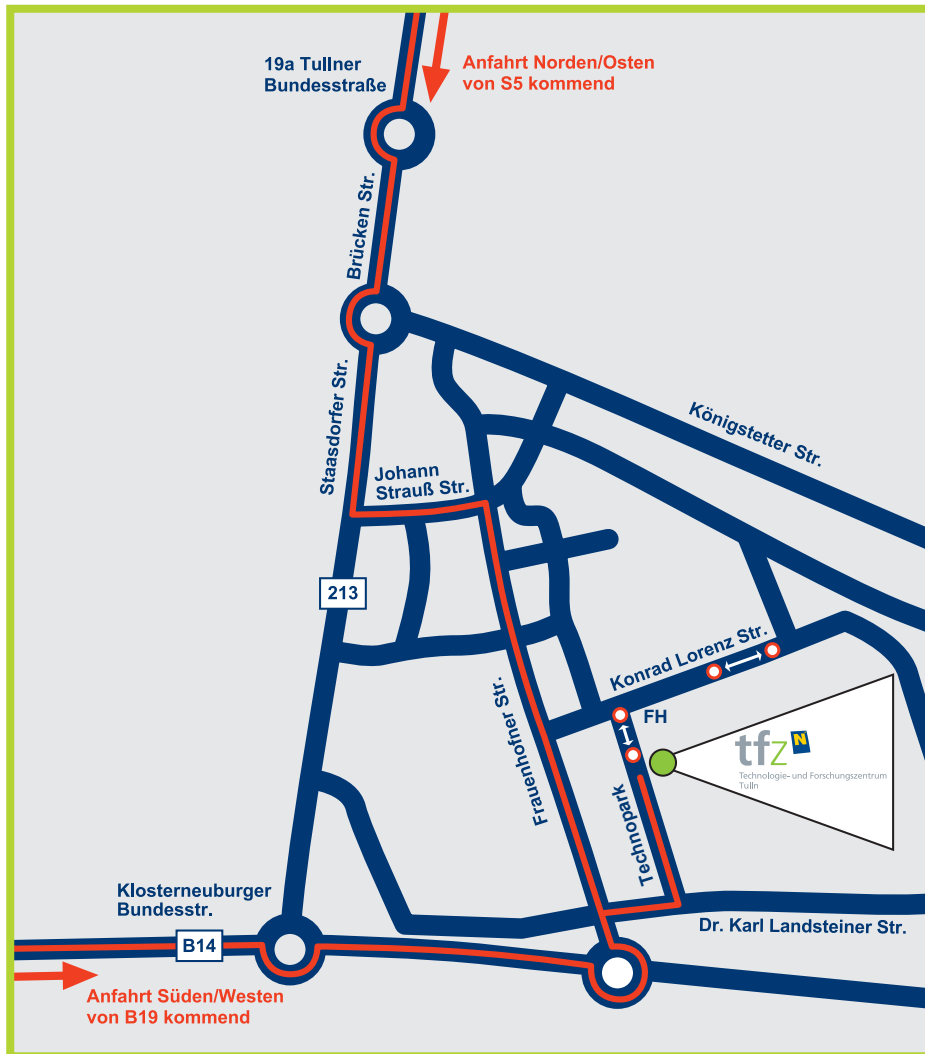 19a Tullner
Bundesstraße
Anfahrt Norden/Osten
von S5 kommend
Brücken Str.
Staasdorfer Str.
Königstetter Str.
Johann
Strauß Str.
213
Konrad Lorenz Str.
FH
Frauenhofner Str.
tfz N
Technologie- und Forschungszentrum
Tulln
Technopark
Klosterneuburger
Bundesstr.
B14
Dr. Karl Landsteiner Str.
Anfahrt Süden/Westen
von B19 kommend